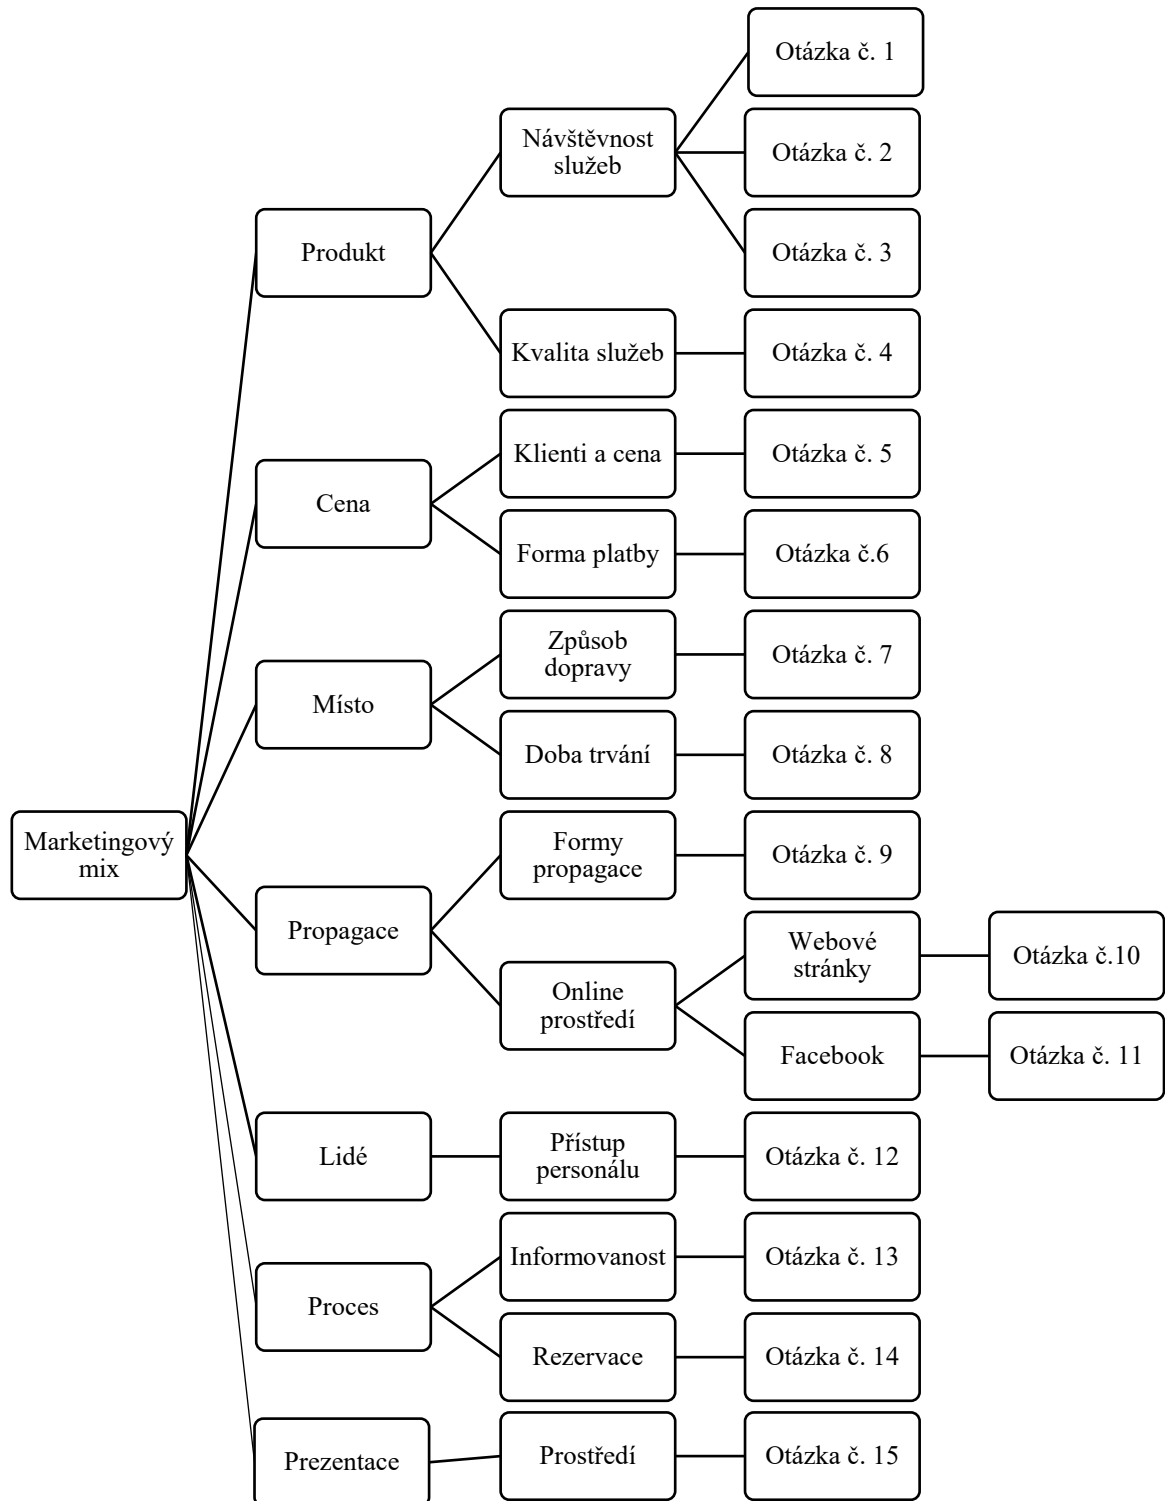 Otázka č. 1
Návštěvnost
služeb
Otázka č. 2
Produkt
Otázka č. 3
Kvalita služeb
Otázka č. 4
Klienti a cena
Otázka č. 5
Cena
Forma platby
Otázka č.6
Způsob
dopravy
Otázka č. 7
Místo
Doba trvání
Otázka č. 8
Marketingový
mix
Formy
propagace
Otázka č. 9
Propagace
Webové
stránky
Otázka č.10
Online
prostředí
Facebook
Otázka č. 11
Lidé
Přístup
personálu
Otázka č. 12
Informovanost
Otázka č. 13
Proces
Rezervace
Otázka č. 14
Prezentace
Prostředí
Otázka č. 15